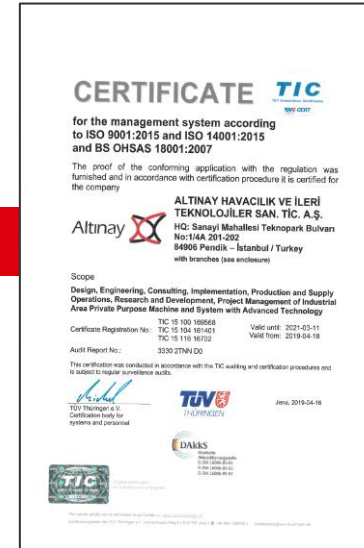 CERTIFICATE
TIC
TÜV CERT
for the management system according
to ISO 9001:2015 and ISO 14001:2015
and BS OHSAS 18001:2007
The proof of the conforming application with the regulation was
furnished and in accordance with certification procedure it is certified for
the company
Altınay
ALTINAY HAVACILIK VE İLERİ
TEKNOLOJİLER SAN. TİC. A.Ş.
HQ: Sanayi Mahallesi Teknopark Bulvarı
No:1/4A 201-202
84906 Pendik – İstanbul / Turkey
with branches (see enclosure)
Scope
Design, Engineering, Consulting, Implementation, Production and Supply
Operations, Research and Development, Project Management of Industrial
Area Private Purpose Machine and System with Advanced Technology
Certificate Registration No.:
TIC 15 100 169568
TIC 15 104 161401
TIC 15 116 16702
Valid until: 2021-03-11
Valid from: 2019-04-18
Audit Report No.: 3330 2TNN D0
This certification was conducted in accordance with the TIC auditing and certification procedures and
is subject to regular surveillance audits.
TÜV Thüringen e.V.
Certification body for
systems and personnel
TÜV
THÜRINGEN
Jena, 2019-04-18
DAkkS
Deutsche
Akkreditierungsstelle
TIC